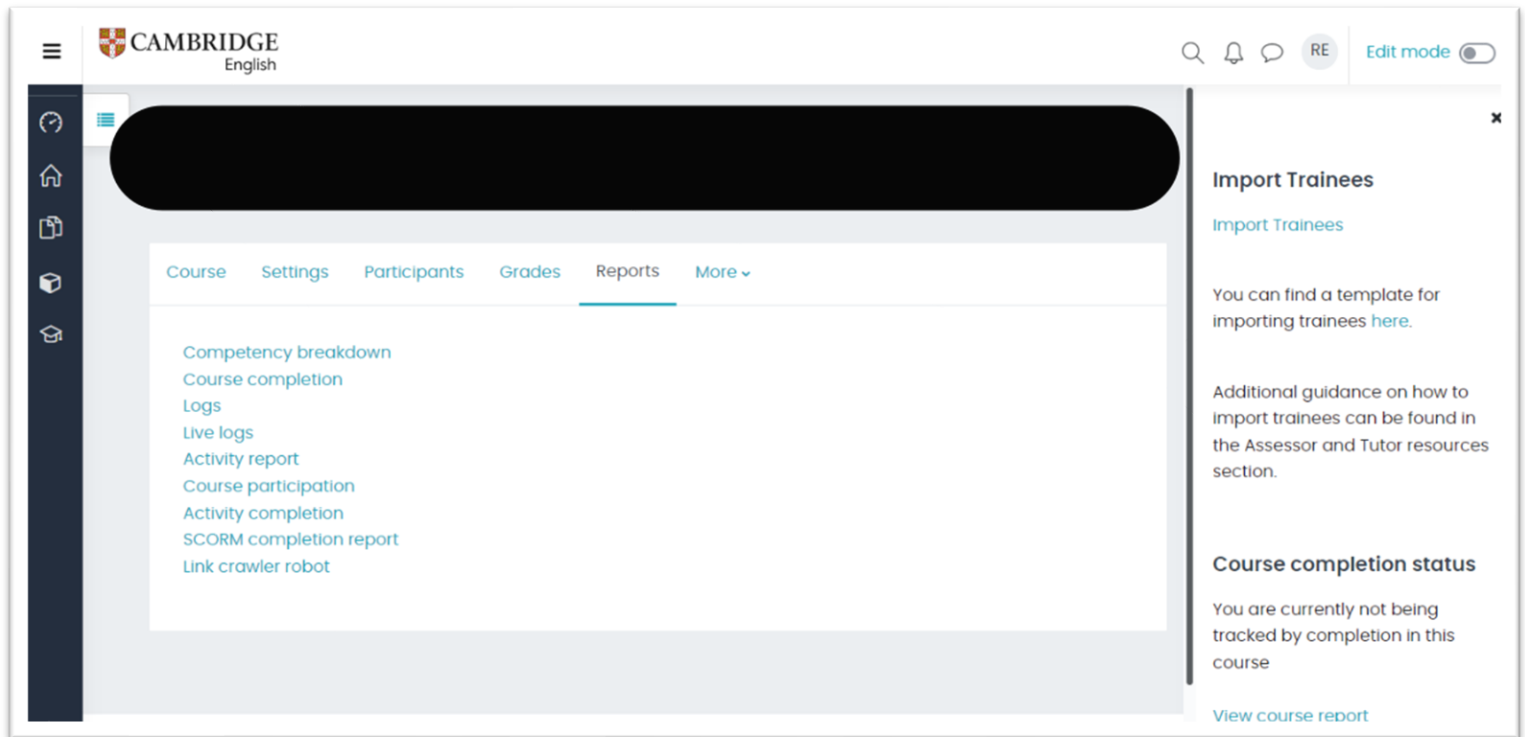 CAMBRIDGE
English
RE
Edit mode
Course Settings Participants Grades Reports More
Competency breakdown
Course completion
Logs
Live logs
Activity report
Course participation
Activity completion
SCORM completion report
Link crawler robot
Import Trainees
Import Trainees
You can find a template for
importing trainees here.
Additional guidance on how to
import trainees can be found in
the Assessor and Tutor resources
section.
Course completion status
You are currently not being
tracked by completion in this
course
View course report